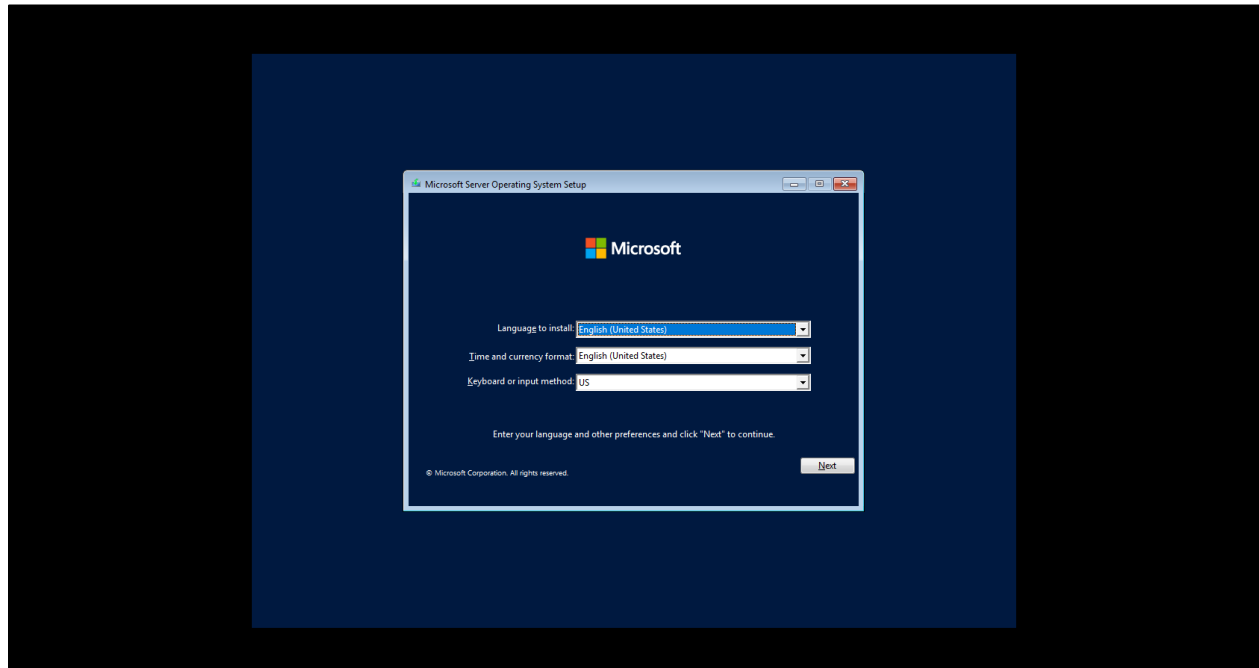 Microsoft Server Operating System Setup
Microsoft
Language to install: English (United States)
Time and currency format: English (United States)
Keyboard or input method: US
Enter your language and other preferences and click "Next" to continue.
Next
© Microsoft Corporation. All rights reserved.